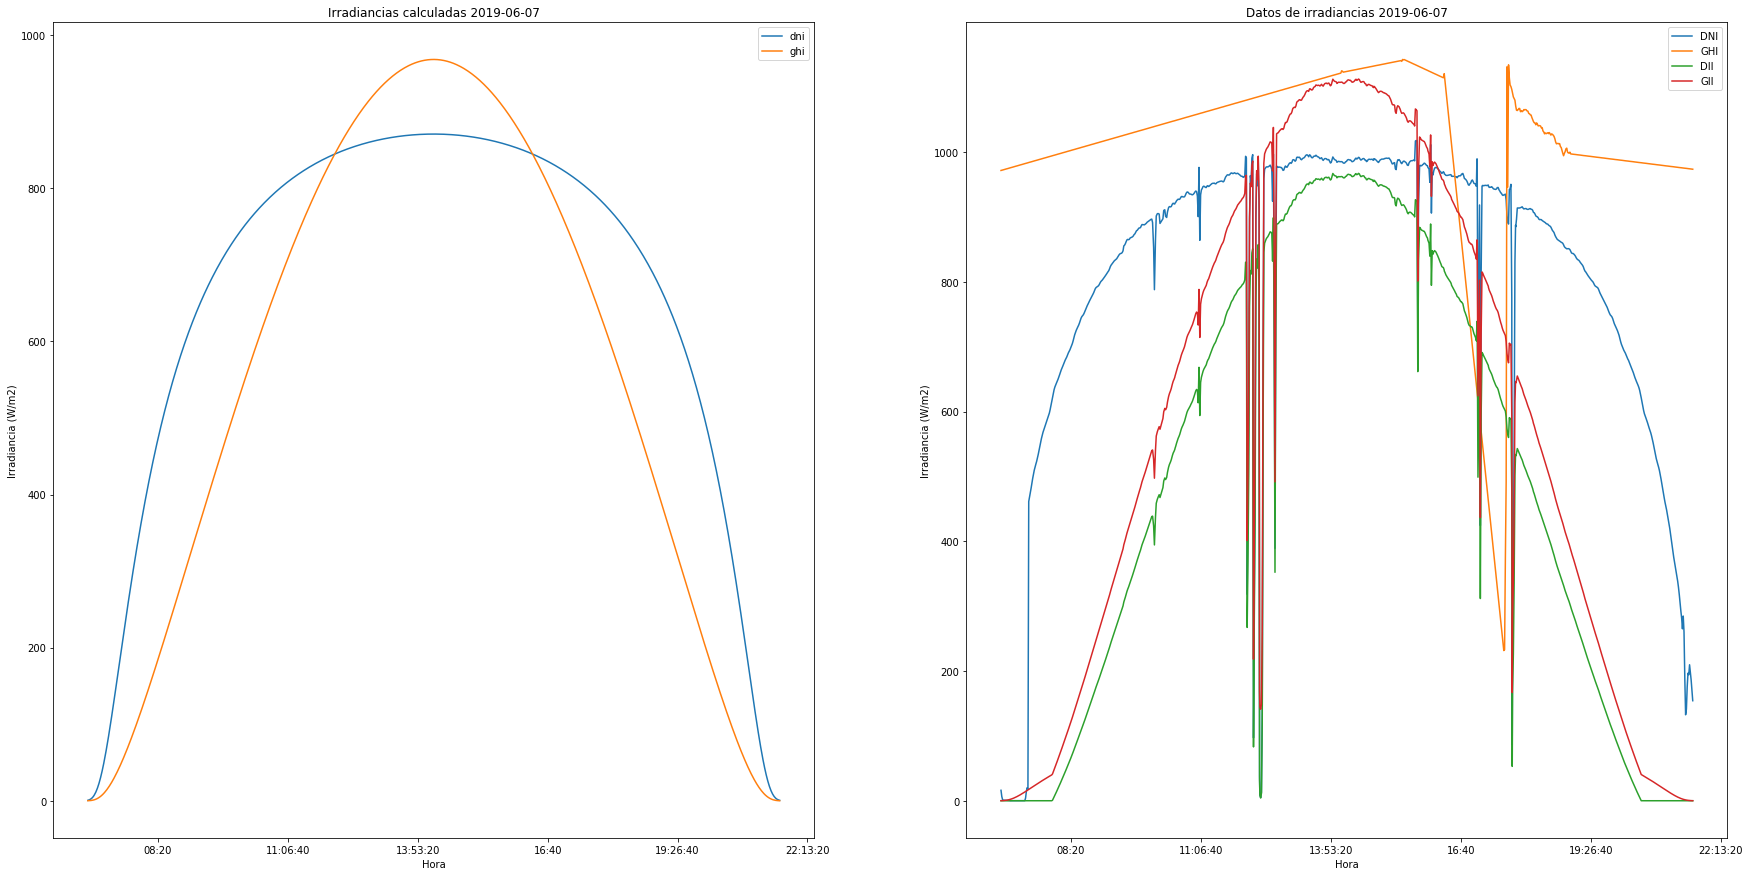 Irradiancias calculadas 2019-06-07
dni
ghi
1000
800
600
400
200
0
Irradiancia (W/m2)
08:20
11:06:40
13:53:20
16:40
19:26:40
22:13:20
Hora
Datos de irradiancias 2019-06-07
DNI
GHI
DII
GII
1000
800
600
400
200
0
Irradiancia (W/m2)
08:20
11:06:40
13:53:20
16:40
19:26:40
22:13:20
Hora